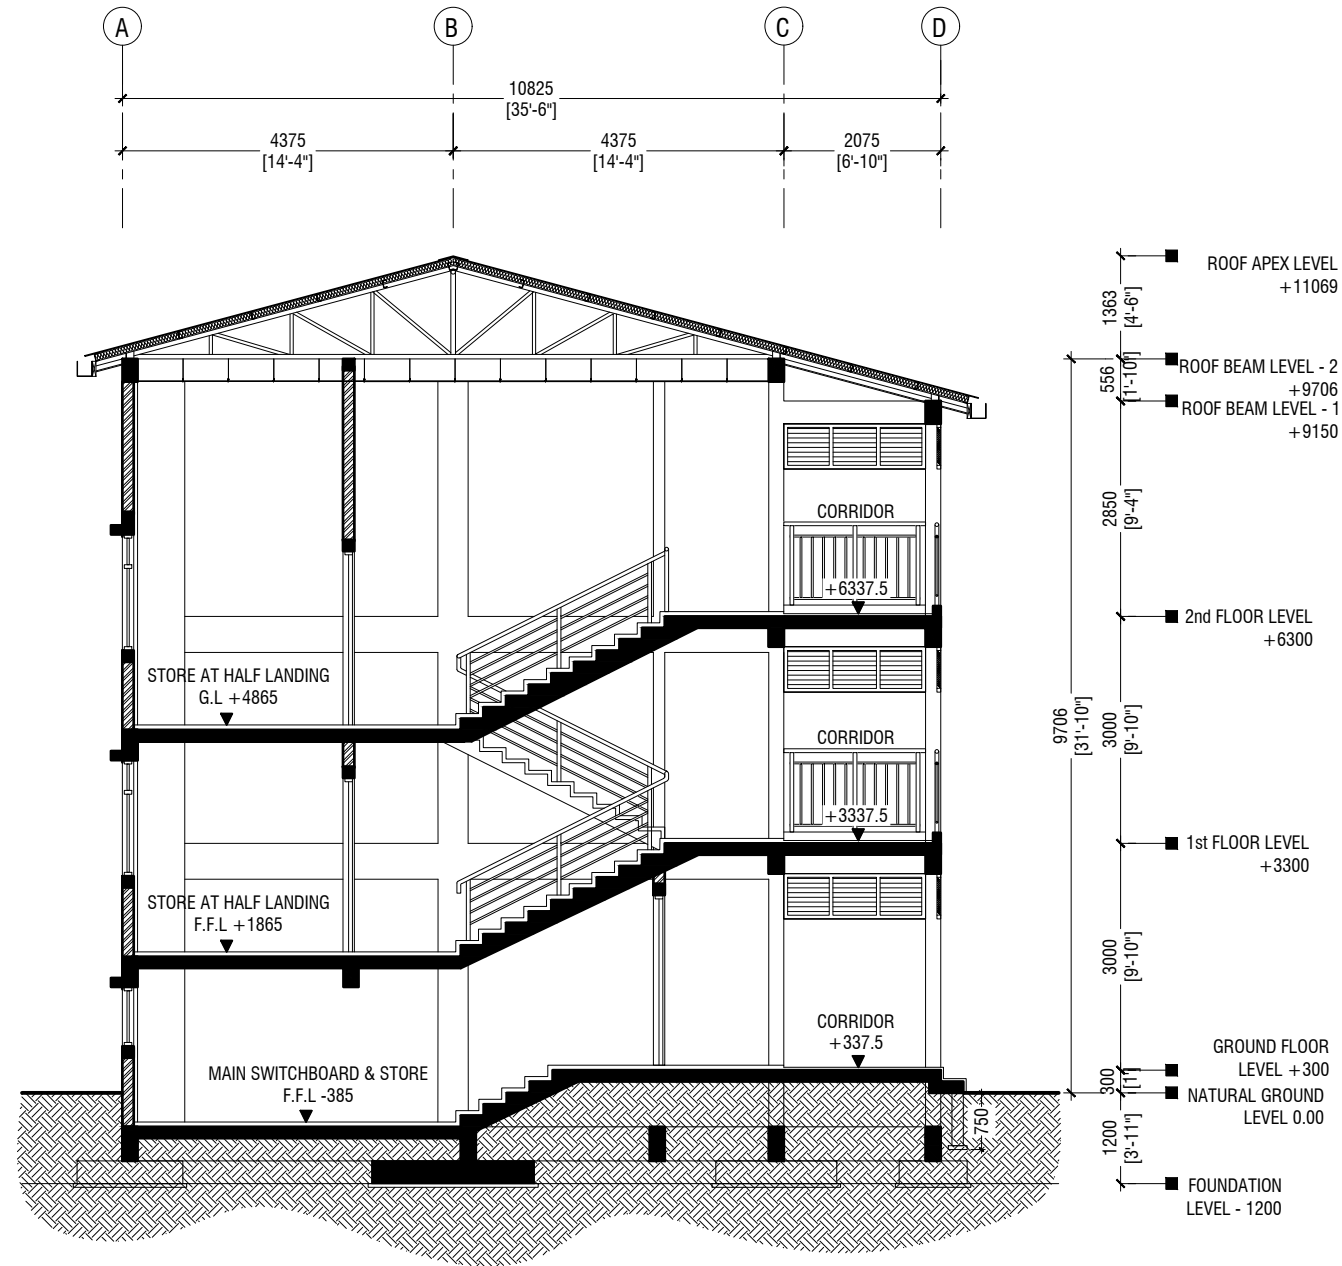 A B C D
10825
[35'-6"]
4375 4375 2075
[14'-4"] [14'-4"] [6'-10"]
ROOF APEX LEVEL
+11069
1363
[4'-6"]
ROOF BEAM LEVEL - 2
+9706
556
[1'-10"]
ROOF BEAM LEVEL - 1
+9150
2850
[9'-4"]
CORRIDOR
+6337.5
2nd FLOOR LEVEL
+6300
STORE AT HALF LANDING
G.L +4865
9706
[31'-10"]
3000
[9'-10"]
CORRIDOR
+3337.5
1st FLOOR LEVEL
+3300
STORE AT HALF LANDING
F.F.L +1865
3000
[9'-10"]
CORRIDOR
+337.5
GROUND FLOOR
LEVEL +300
MAIN SWITCHBOARD & STORE
F.F.L -385
300
[1']
NATURAL GROUND
LEVEL 0.00
750
1200
[3'-11"]
FOUNDATION
LEVEL - 1200